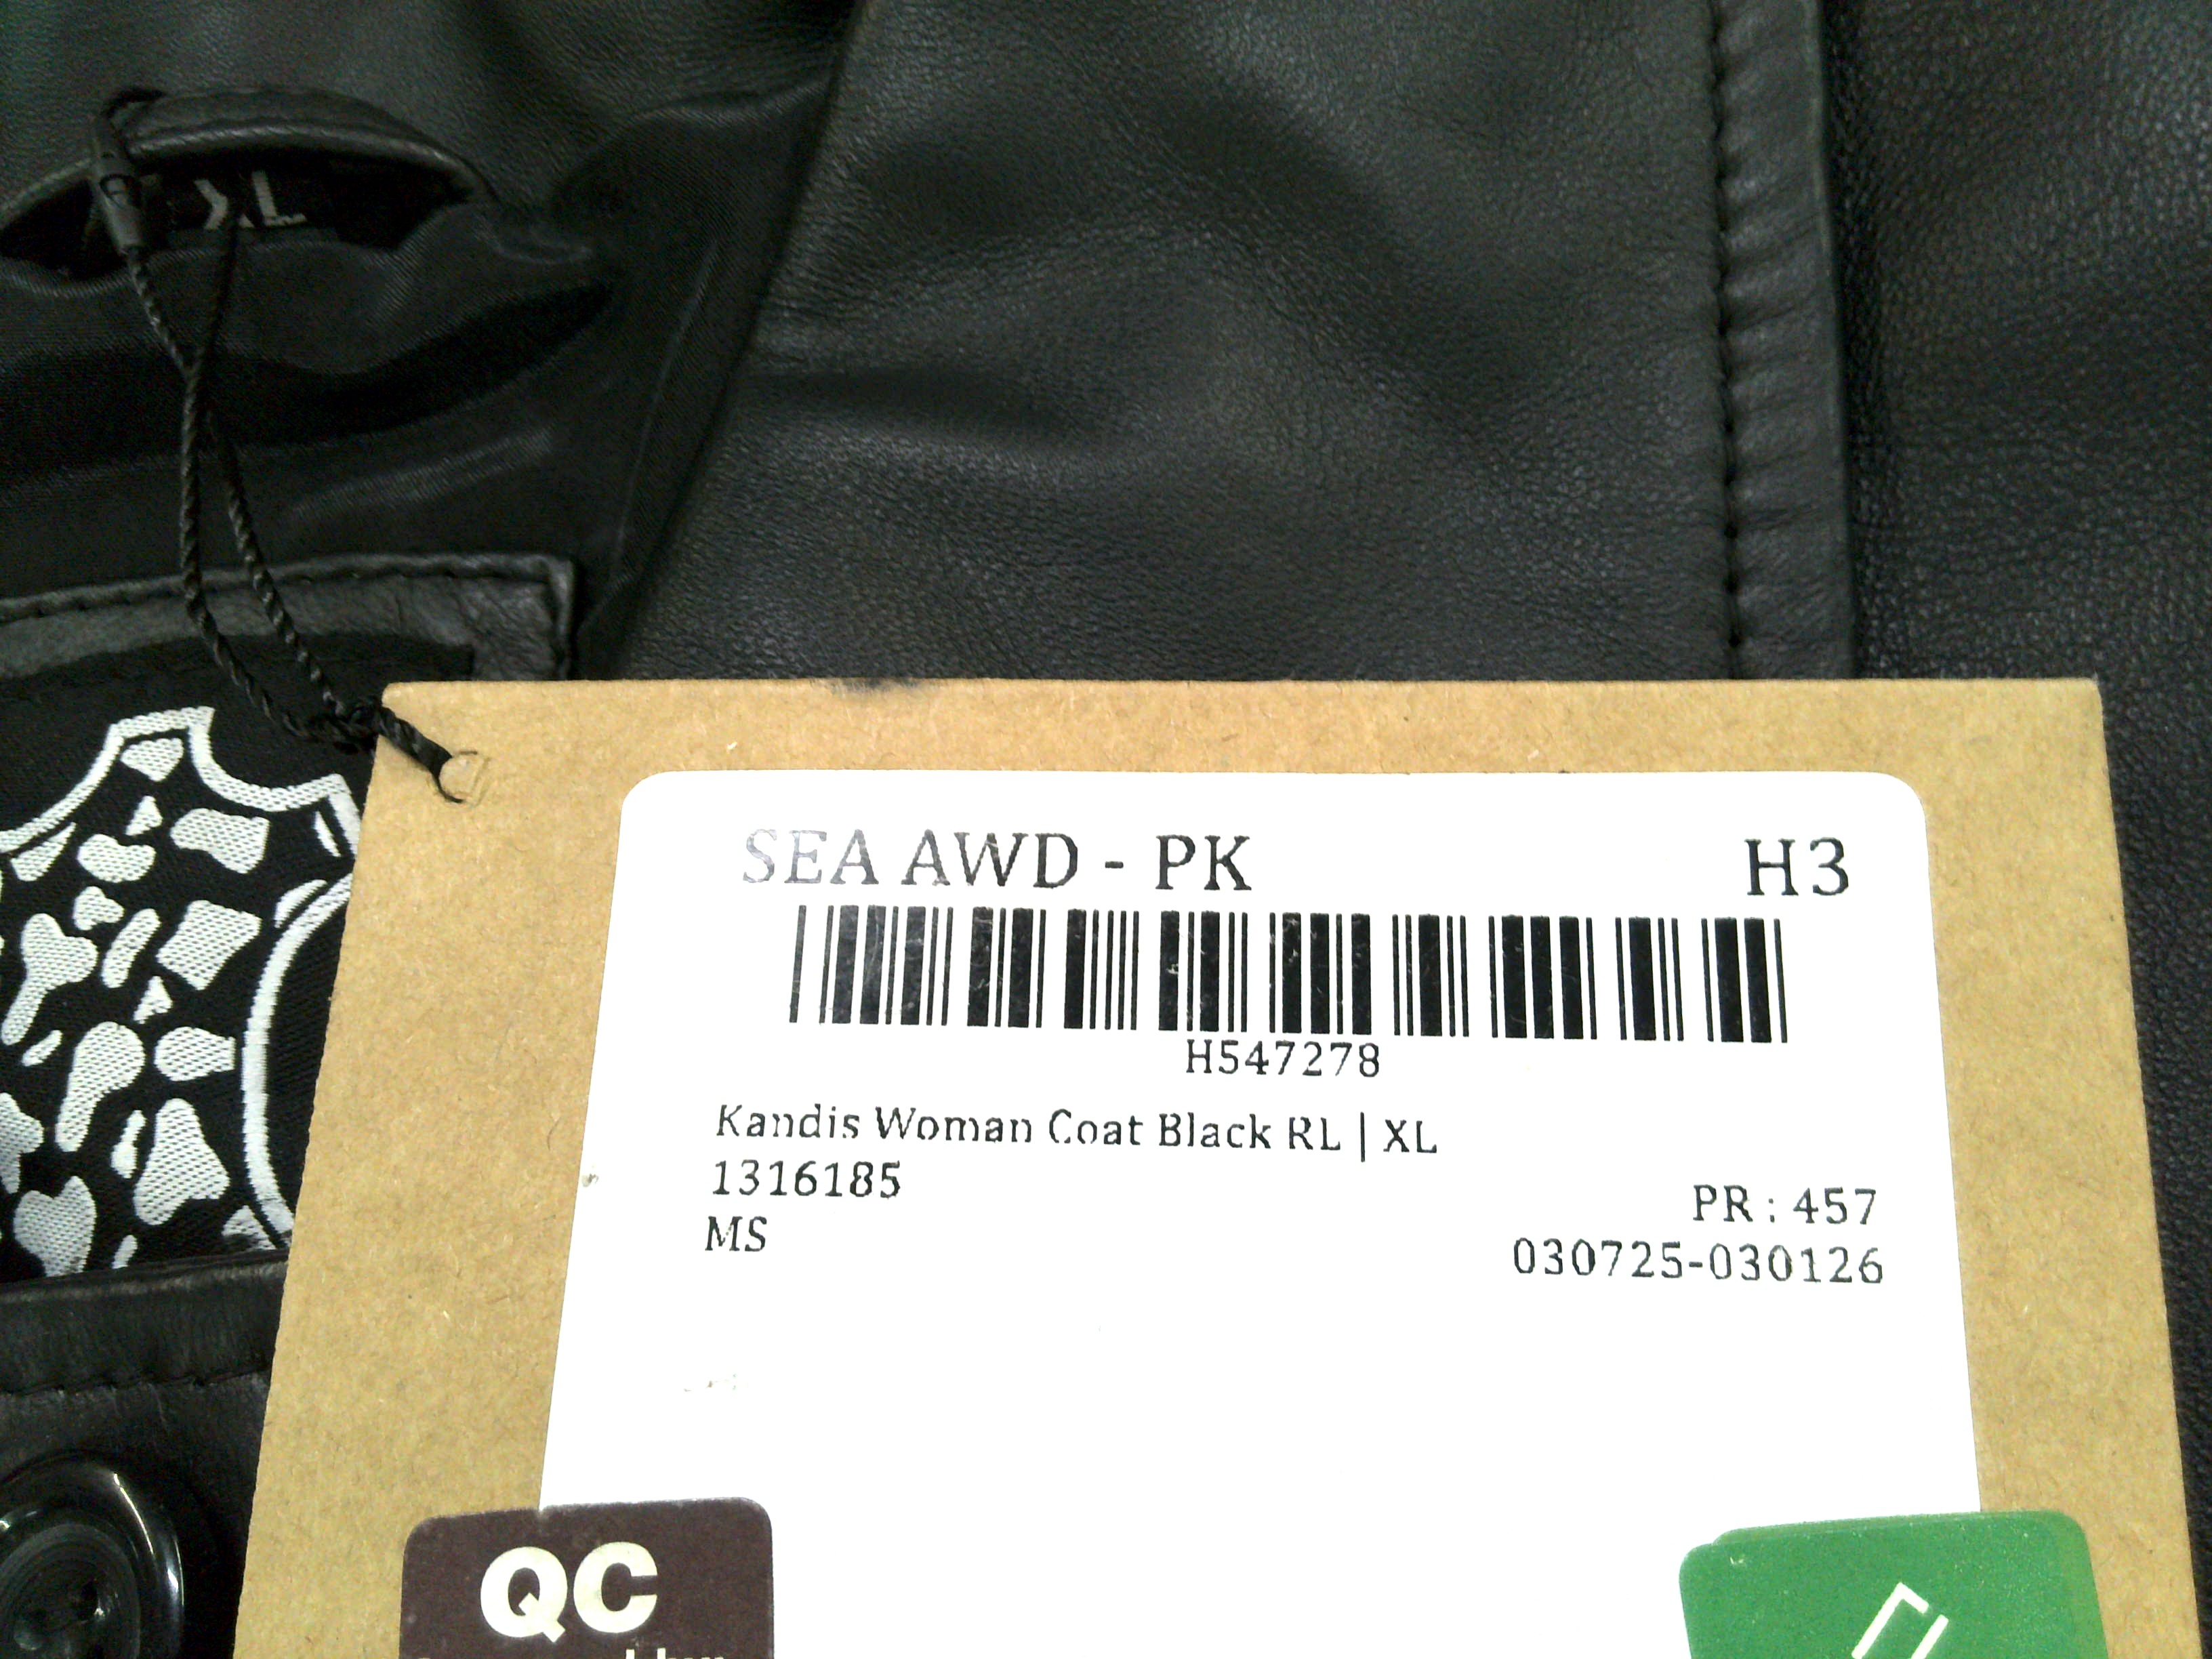 XL
SEA AWD - PK
H3
H547278
Kandis Woman Coat Black RL | XL
1316185
PR : 457
MS
030725-030126
QC